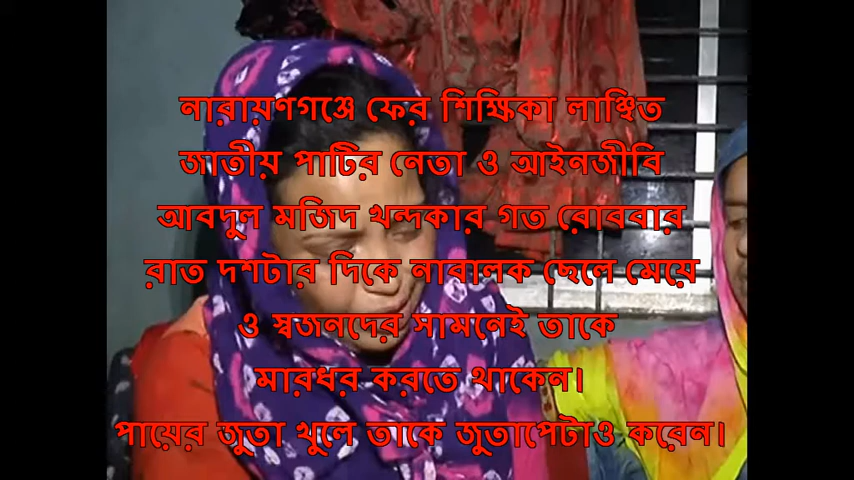 নারায়ণগঞ্জে ফের শিক্ষিকা লাঞ্ছিত
জাতীয় পাটির নেতা ও আইনজীবি
আবদুল মজিদ খন্দকার গত রোববার
রাত দশটার দিকে নাবালক ছেলে মেয়ে
ও স্বজনদের সামনেই তাকে
মারধর করতে থাকেন।
পায়ের জুতা খুলে তাকে জুতাপেটাও করেন।